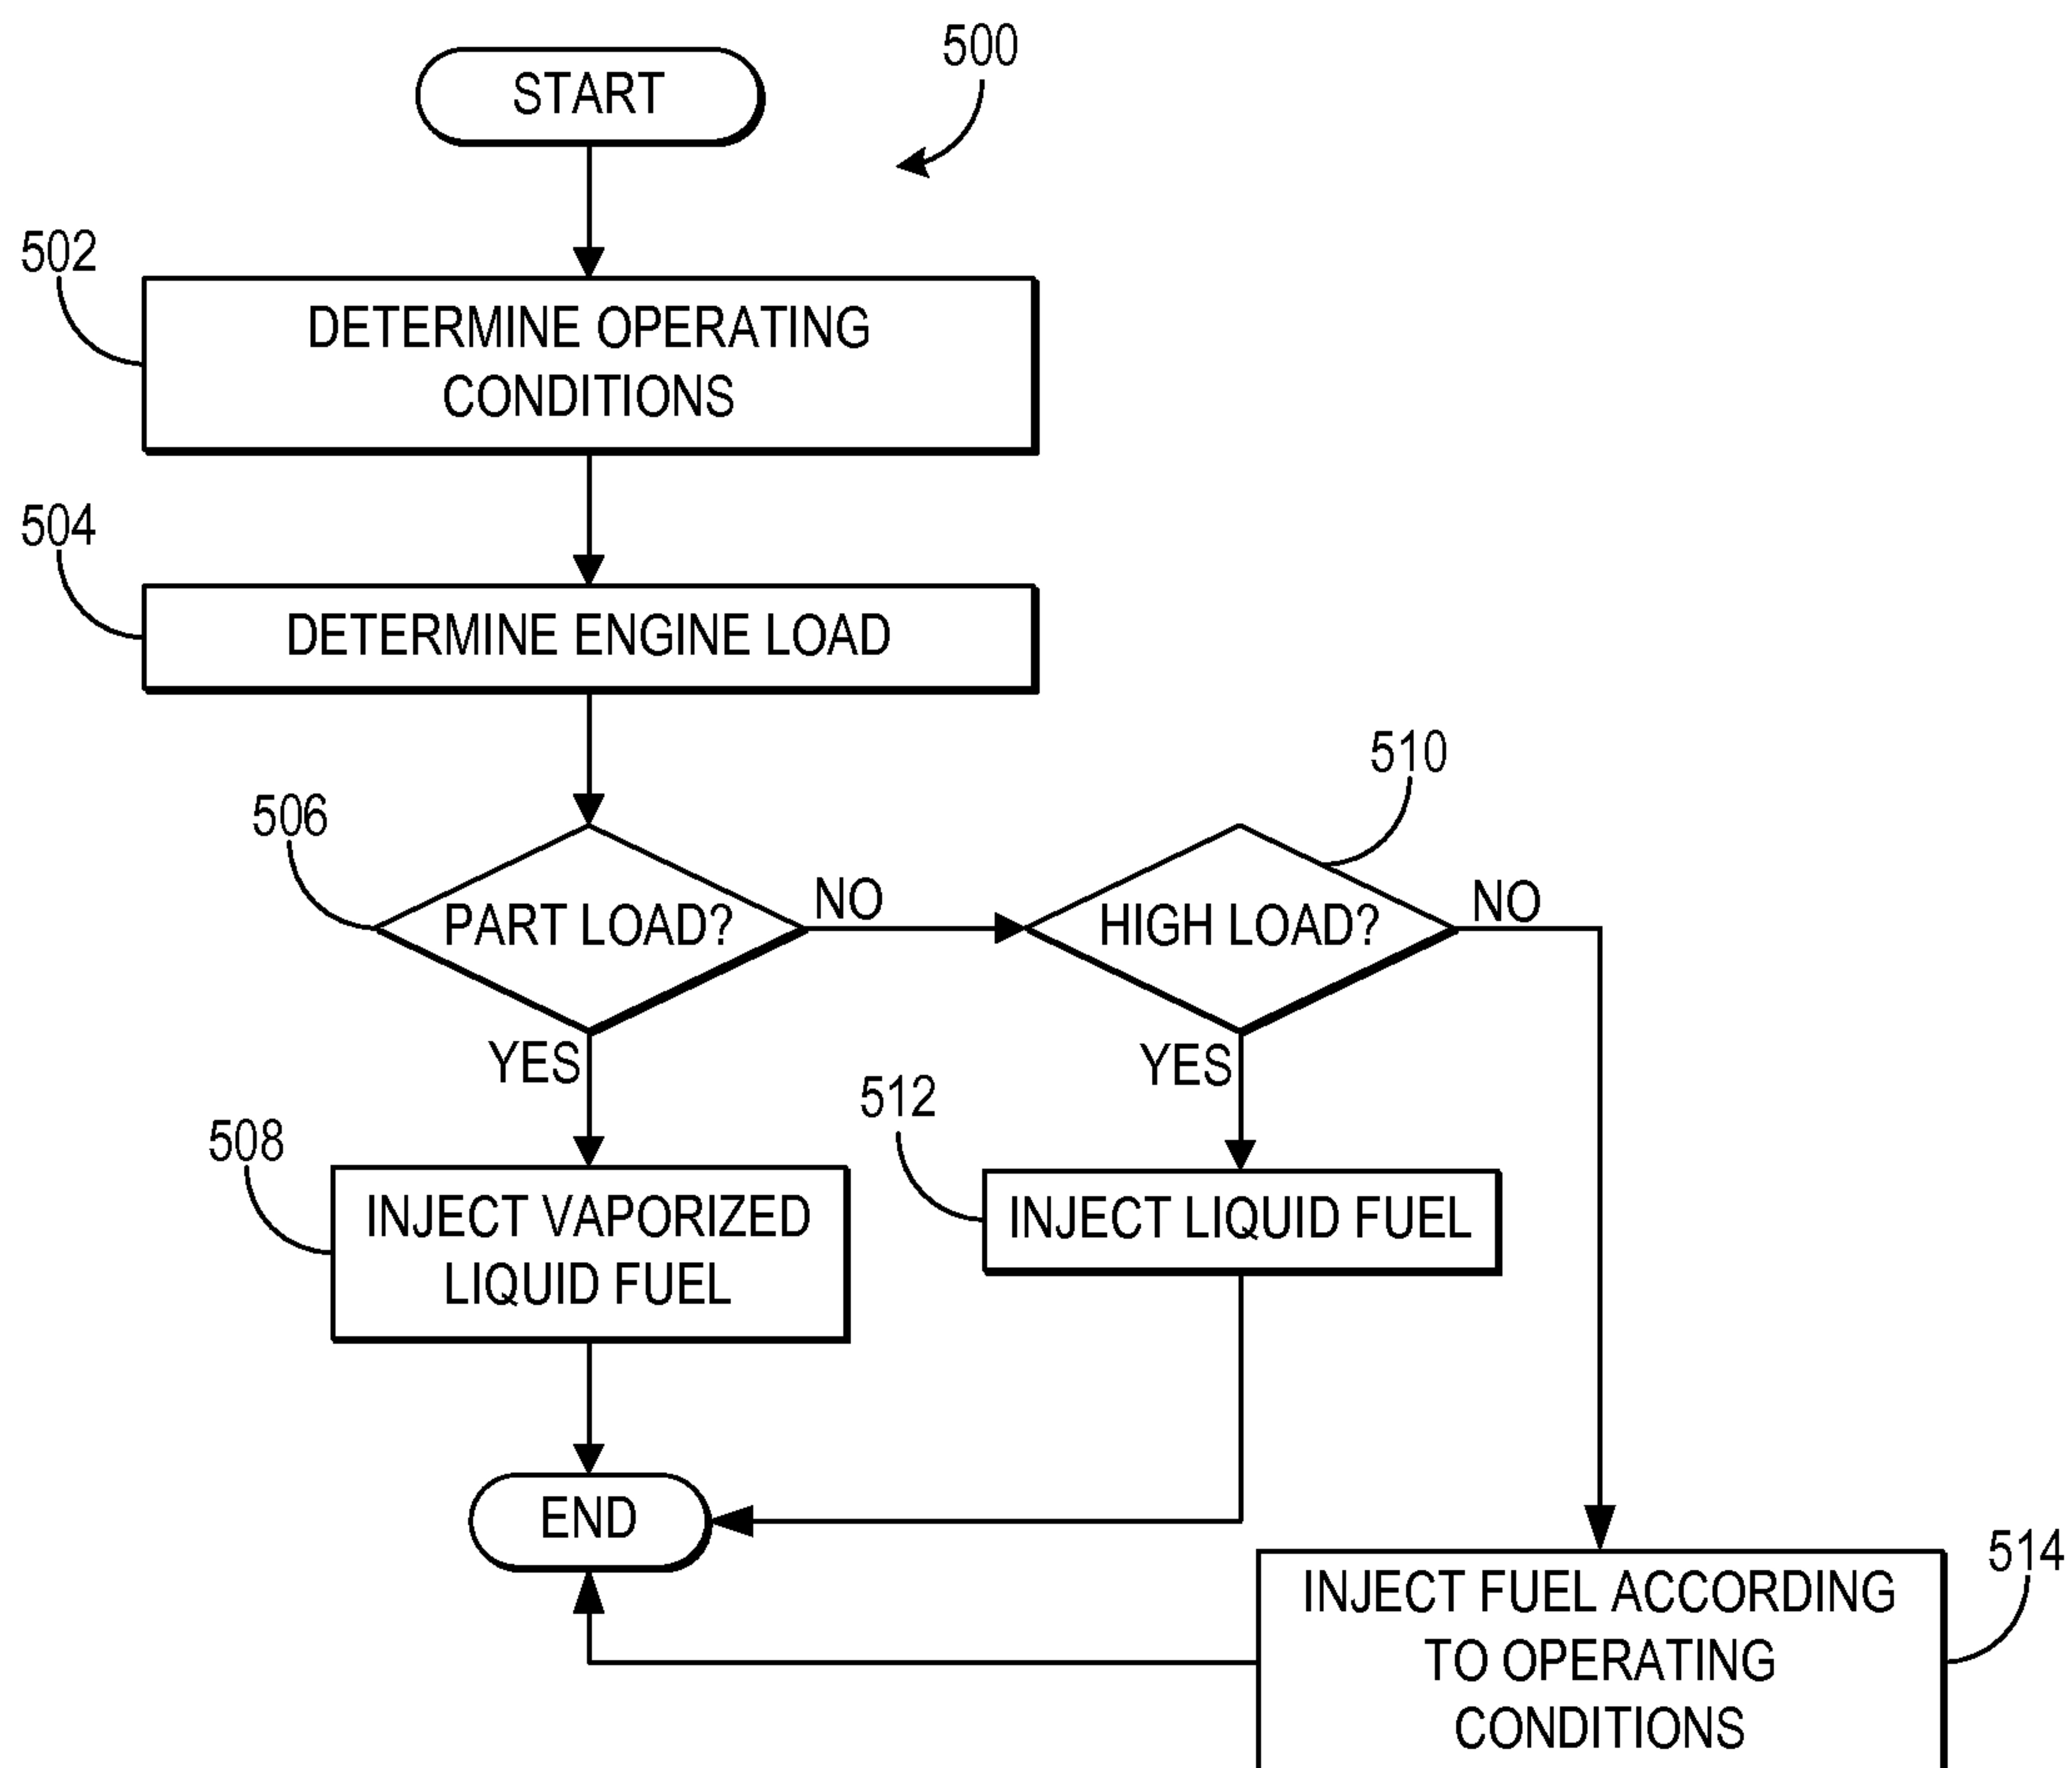 START
500
502
DETERMINE OPERATING
CONDITIONS
504
DETERMINE ENGINE LOAD
510
506
PART LOAD?
NO
HIGH LOAD?
NO
YES
YES
512
508
INJECT VAPORIZED
LIQUID FUEL
INJECT LIQUID FUEL
END
514
INJECT FUEL ACCORDING
TO OPERATING
CONDITIONS